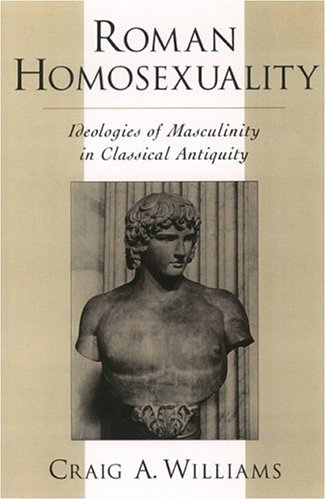 ROMAN
HOMOSEXUALITY
Ideologies of Masculinity
in Classical Antiquity
CRAIG A. WILLIAMS